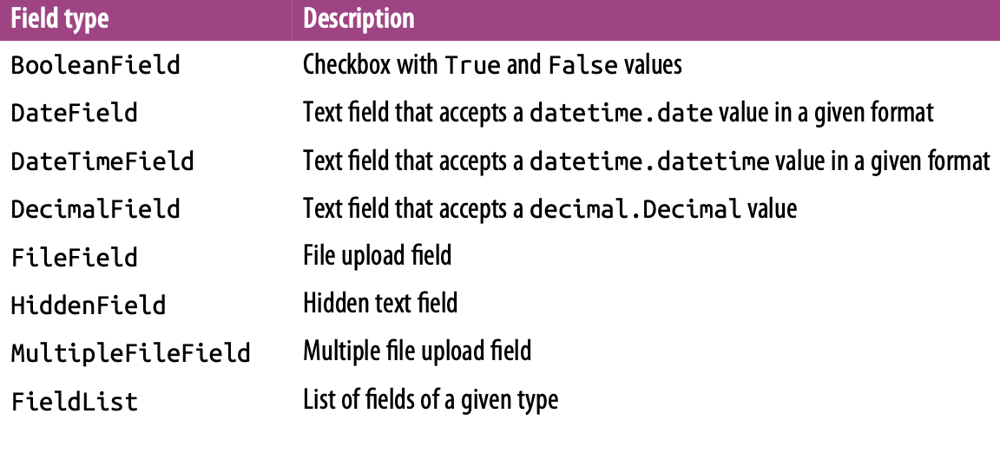 Field type Description
BooleanField Checkbox with True and False values
DateField Text field that accepts a datetime.date value in a given format
DateTimeField Text field that accepts a datetime.datetime value in a given format
DecimalField Text field that accepts a decimal.Decimal value
FileField File upload field
HiddenField Hidden text field
MultipleFileField Multiple file upload field
FieldList List of fields of a given type